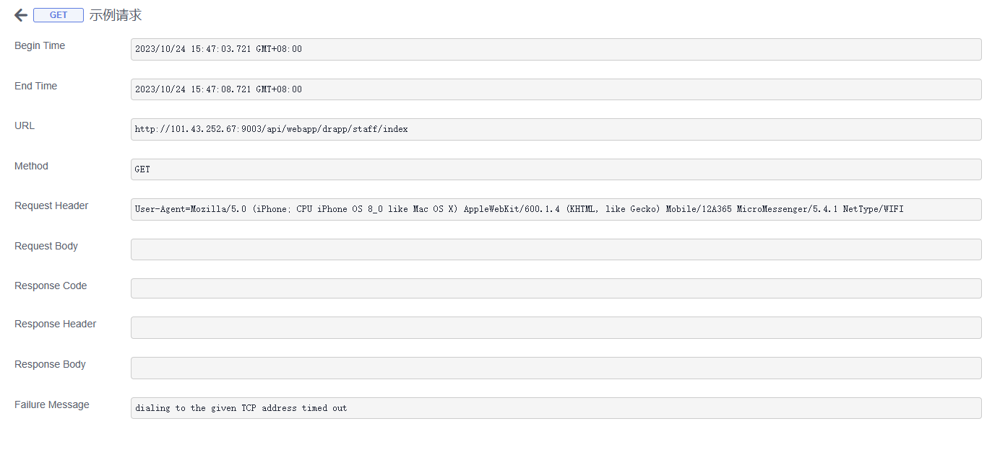 GET 示例请求
Begin Time
2023/10/24 15:47:03.721 GMT+08:00
End Time
2023/10/24 15:47:08.721 GMT+08:00
URL
http://101.43.252.67:9003/api/webapp/drapp/staff/index
Method
GET
Request Header
User-Agent=Mozilla/5.0 (iPhone; CPU iPhone OS 8_0 like Mac OS X) AppleWebKit/600.1.4 (KHTML, like Gecko) Mobile/12A365 MicroMessenger/5.4.1 NetType/WIFI
Request Body
Response Code
Response Header
Response Body
Failure Message
dialing to the given TCP address timed out